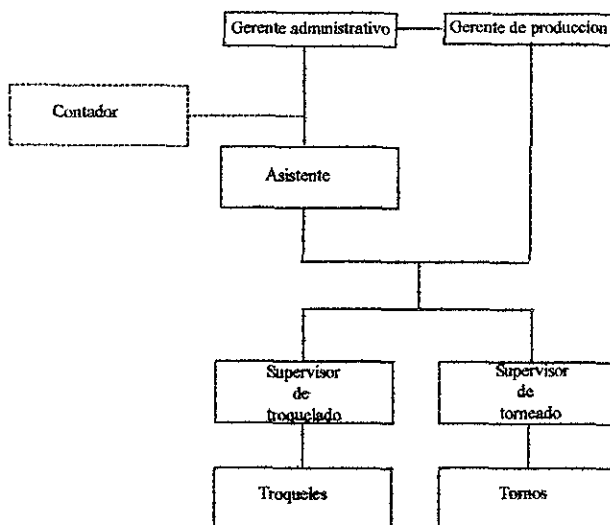 Gerente administrativo
Gerente de produccion
Contador
Asistente
Supervisor
de
troquelado
Supervisor
de
torneado
Troqueles
Tornos